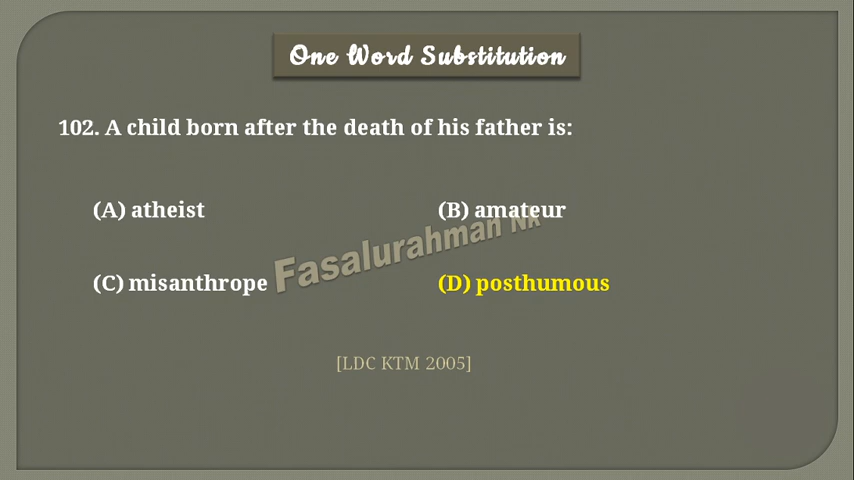 One Word Substitution
102. A child born after the death of his father is:
(A) atheist
(B) amateur
(C) misanthrope
(D) posthumous
Fasalurahman Nk
[LDC KTM 2005]